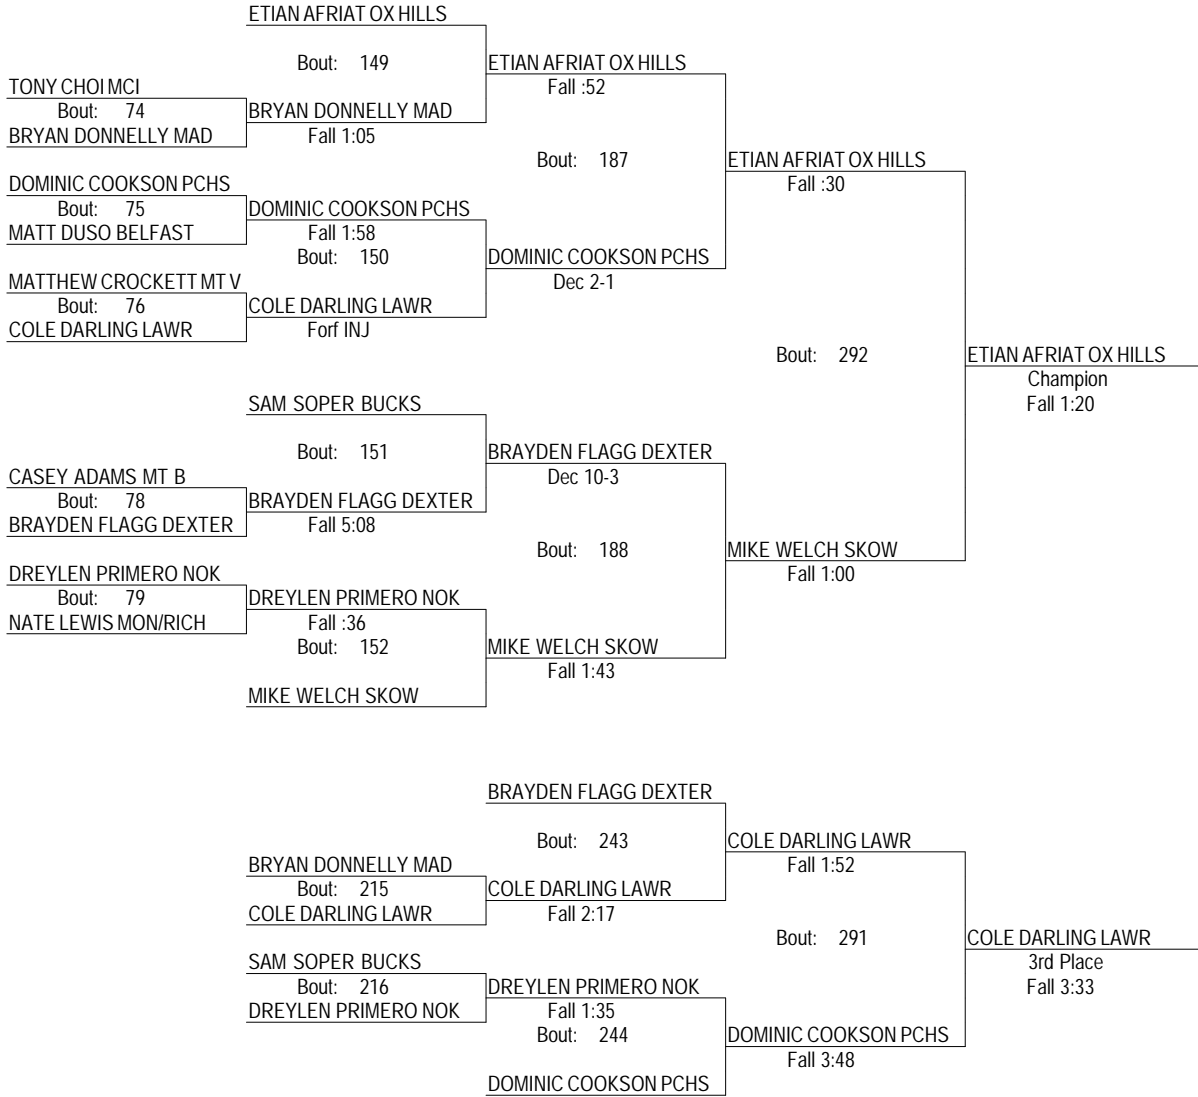 ETIAN AFRIAT OX HILLS
Bout: 149
ETIAN AFRIAT OX HILLS
Fall :52
TONY CHOI MCI
Bout: 74
BRYAN DONNELLY MAD
BRYAN DONNELLY MAD
Fall 1:05
Bout: 187
ETIAN AFRIAT OX HILLS
Fall :30
DOMINIC COOKSON PCHS
Bout: 75
MATT DUSO BELFAST
DOMINIC COOKSON PCHS
Fall 1:58
Bout: 150
DOMINIC COOKSON PCHS
Dec 2-1
MATTHEW CROCKETT MT V
Bout: 76
COLE DARLING LAWR
COLE DARLING LAWR
Forf INJ
Bout: 292
ETIAN AFRIAT OX HILLS
Champion
Fall 1:20
SAM SOPER BUCKS
Bout: 151
BRAYDEN FLAGG DEXTER
Dec 10-3
CASEY ADAMS MT B
Bout: 78
BRAYDEN FLAGG DEXTER
BRAYDEN FLAGG DEXTER
Fall 5:08
Bout: 188
MIKE WELCH SKOW
Fall 1:00
DREYLEN PRIMERO NOK
Bout: 79
NATE LEWIS MON/RICH
DREYLEN PRIMERO NOK
Fall :36
Bout: 152
MIKE WELCH SKOW
Fall 1:43
MIKE WELCH SKOW
BRAYDEN FLAGG DEXTER
Bout: 243
COLE DARLING LAWR
Fall 1:52
BRYAN DONNELLY MAD
Bout: 215
COLE DARLING LAWR
COLE DARLING LAWR
Fall 2:17
Bout: 291
COLE DARLING LAWR
3rd Place
Fall 3:33
SAM SOPER BUCKS
Bout: 216
DREYLEN PRIMERO NOK
DREYLEN PRIMERO NOK
Fall 1:35
Bout: 244
DOMINIC COOKSON PCHS
Fall 3:48
DOMINIC COOKSON PCHS